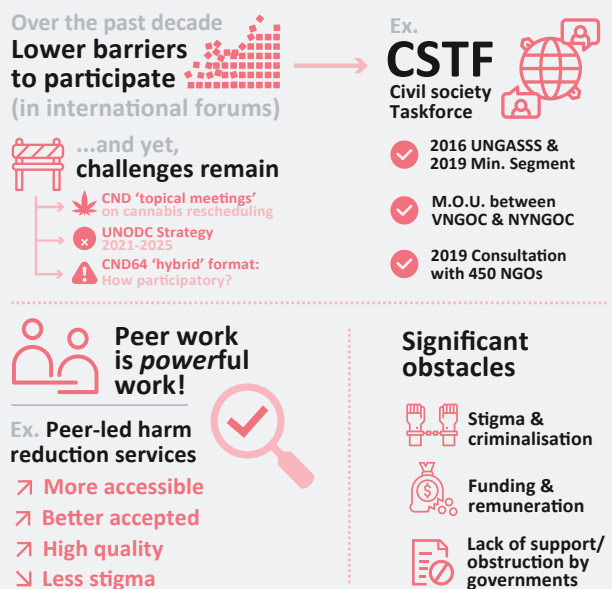 Over the past decade
Lower barriers
to participate
(in international forums)
...and yet,
challenges remain
CND 'topical meetings'
on cannabis rescheduling
UNODC Strategy
2021-2025
CND64 'hybrid' format:
How participatory?
Ex.
CSTF
Civil society
Taskforce
2016 UNGASSS &
2019 Min. Segment
M.O.U. between
VNGOC & NYNGOC
2019 Consultation
with 450 NGOs
Peer work
is powerful
work!
Ex. Peer-led harm
reduction services
More accessible
Better accepted
High quality
Less stigma
Significant
obstacles
Stigma &
criminalisation
Funding &
remuneration
Lack of support/
obstruction by
governments